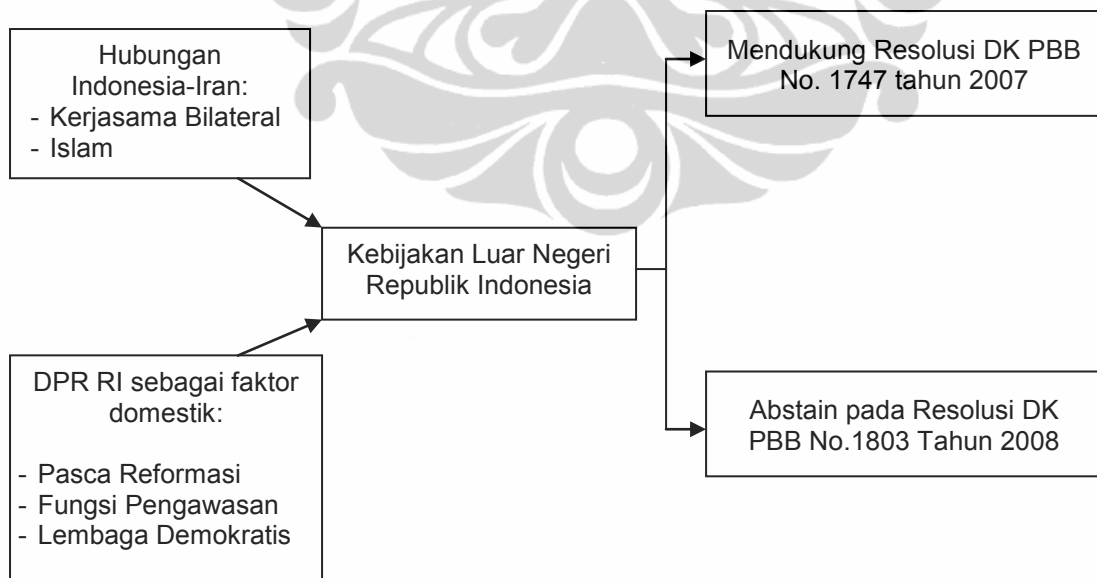 Hubungan
Indonesia-Iran:
- Kerjasama Bilateral
- Islam
Mendukung Resolusi DK PBB
No. 1747 tahun 2007
Kebijakan Luar Negeri
Republik Indonesia
DPR RI sebagai faktor
domestik:
- Pasca Reformasi
- Fungsi Pengawasan
- Lembaga Demokratis
Abstain pada Resolusi DK
PBB No.1803 Tahun 2008